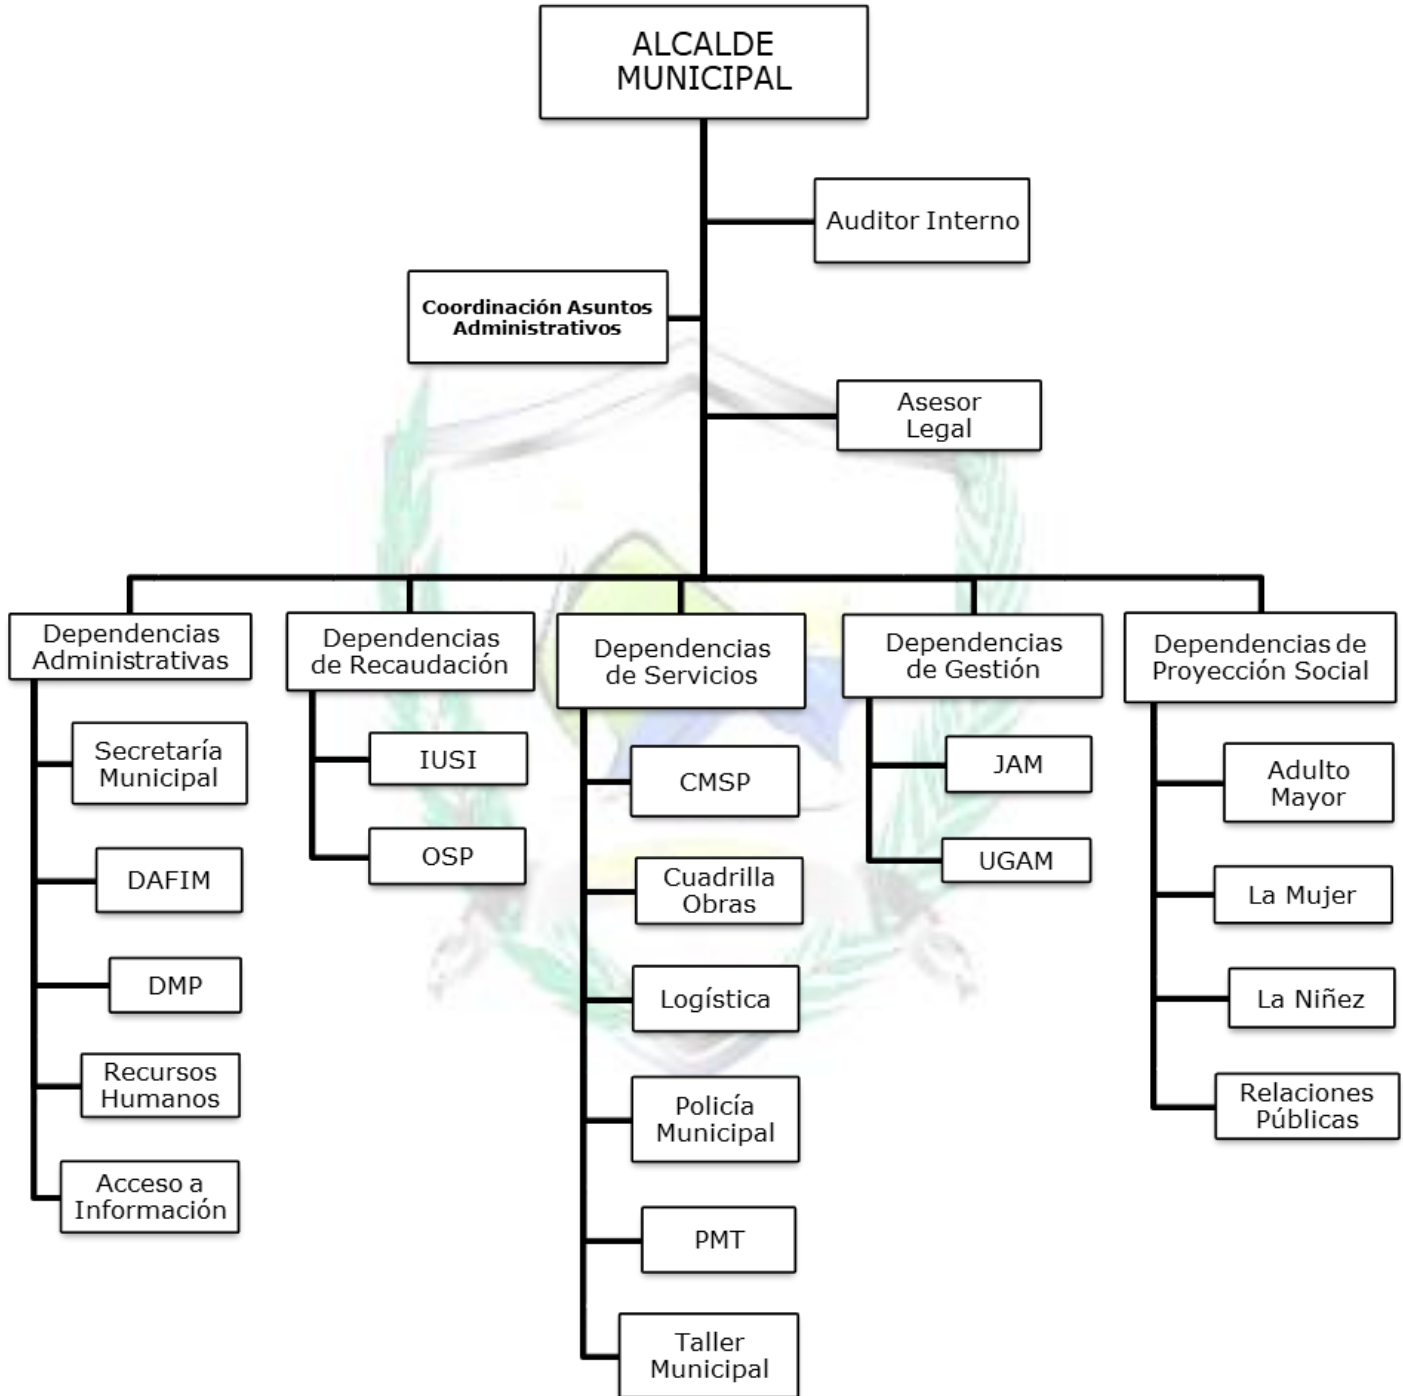 ALCALDE
MUNICIPAL
Auditor Interno
Coordinación Asuntos
Administrativos
Asesor
Legal
Dependencias
Administrativas
Secretaría
Municipal
DAFIM
DMP
Recursos
Humanos
Acceso a
Información
Dependencias
de Recaudación
IUSI
OSP
Dependencias
de Servicios
CMSP
Cuadrilla
Obras
Logística
Policía
Municipal
PMT
Taller
Municipal
Dependencias
de Gestión
JAM
UGAM
Dependencias de
Proyección Social
Adulto
Mayor
La Mujer
La Niñez
Relaciones
Públicas